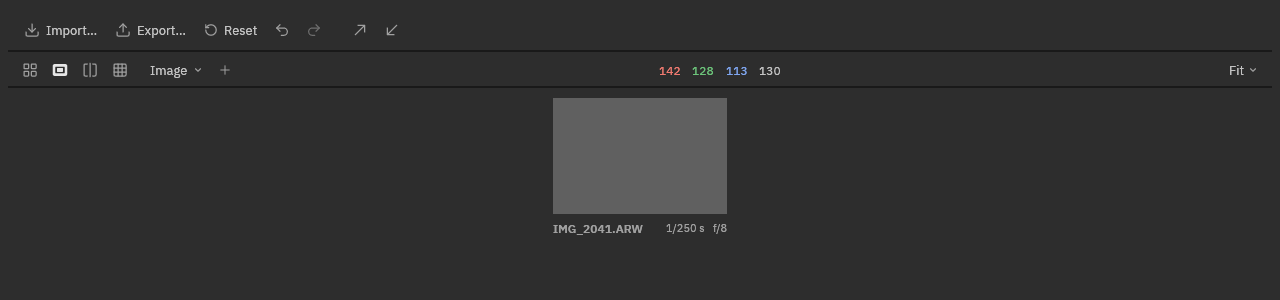 Import... Export... Reset
Image 142 128 113 130 Fit
IMG_2041.ARW 1/250 s f/8